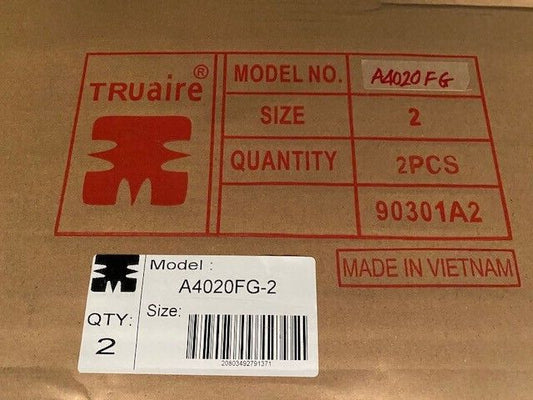 TRUaire®
MODEL NO. A4020FG
SIZE 2
QUANTITY 2PCS
90301A2
MADE IN VIETNAM
Model :
A4020FG-2
Size:
QTY:
2
20803492791371